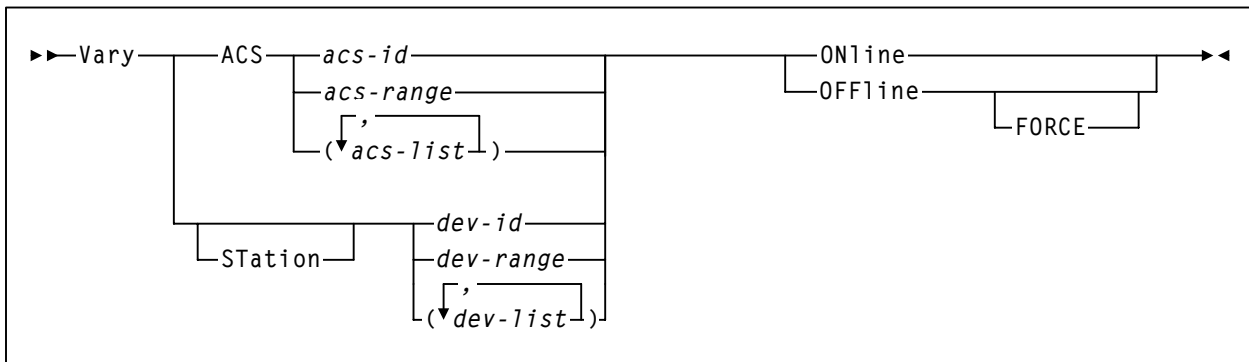 Vary ACS acs-id ONline
acs-range OFFline
, FORCE
( acs-list )
dev-id
STation dev-range
,
( dev-list )